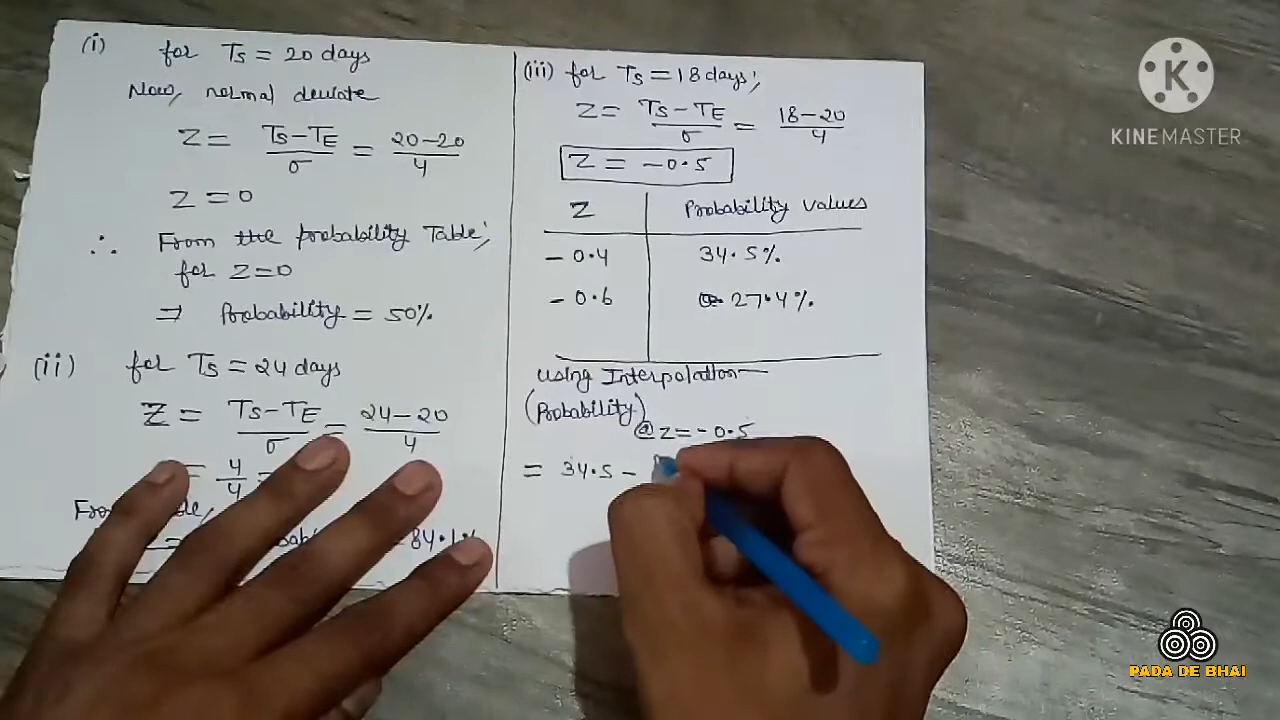 (i) for Ts = 20 days
Now, normal deviate
Z = Ts - TE / σ = 20-20 / 4
Z = 0
∴ From the probability Table,
for Z=0
⇒ Probability = 50%
(ii) for Ts = 24 days
Z = Ts - TE / σ = 24-20 / 4
= 4 / 4 =
84.1%
(iii) for Ts = 18 days,
Z = Ts - TE / σ = 18-20 / 4
Z = -0.5
Z Probability values
-0.4 34.5%
-0.6 27.4%
using Interpolation—
(Probability)
@ Z = -0.5
= 34.5 -
K
KINEMASTER
PADA DE BHAI